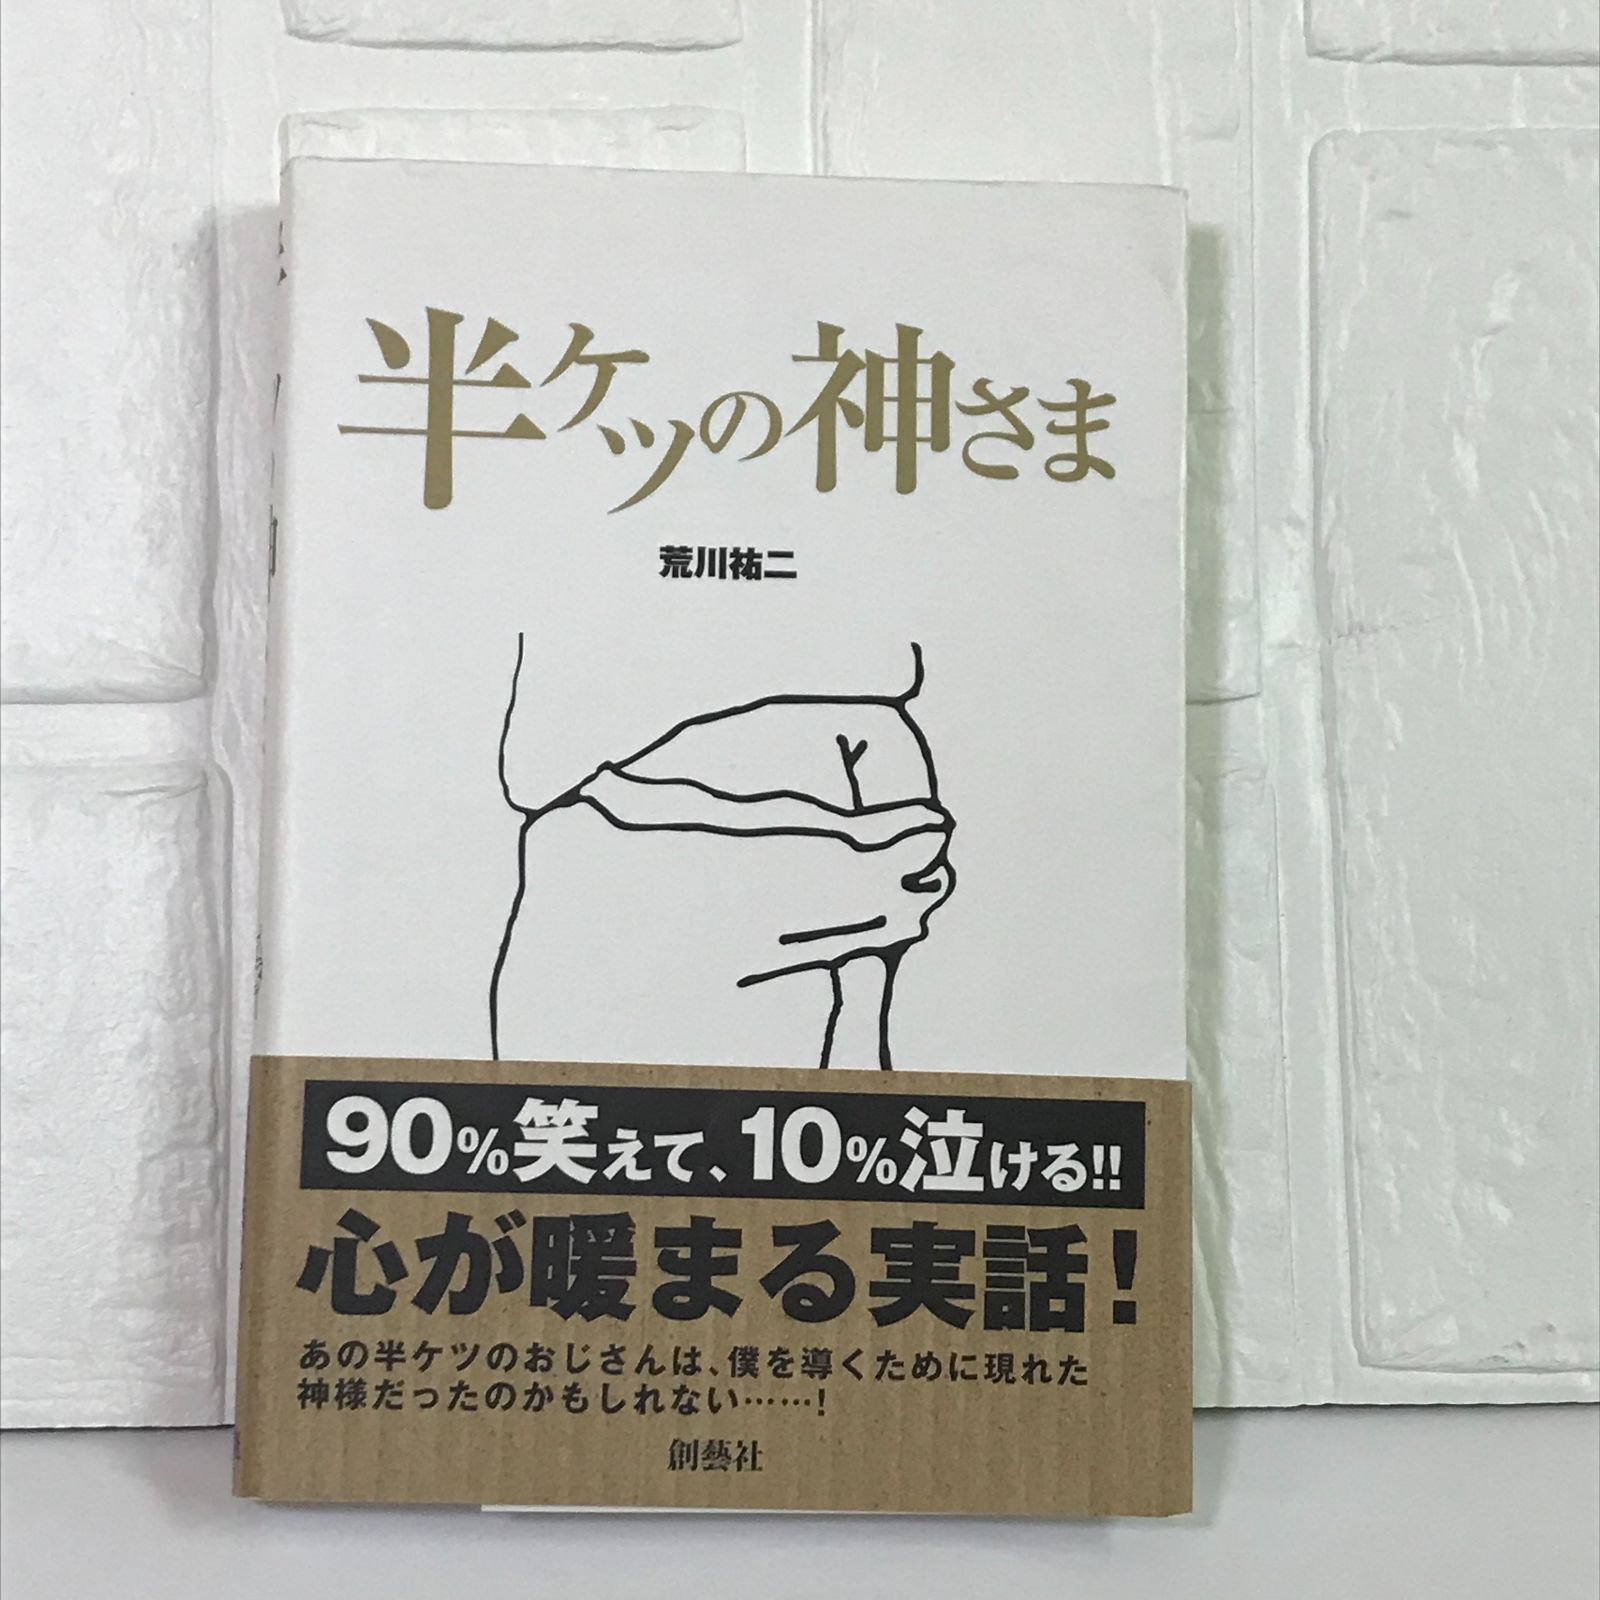 半ケツの神さま
荒川祐二
90%笑えて、10%泣ける!!
心が暖まる実話!
あの半ケツのおじさんは、僕を導くために現れた
神様だったのかもしれない……!
創藝社